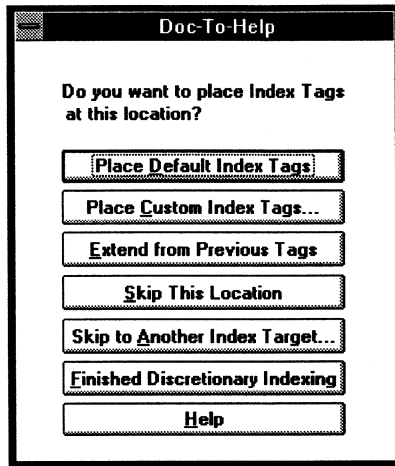 Doc-To-Help
Do you want to place Index Tags
at this location?
Place Default Index Tags
Place Custom Index Tags...
Extend from Previous Tags
Skip This Location
Skip to Another Index Target...
Finished Discretionary Indexing
Help